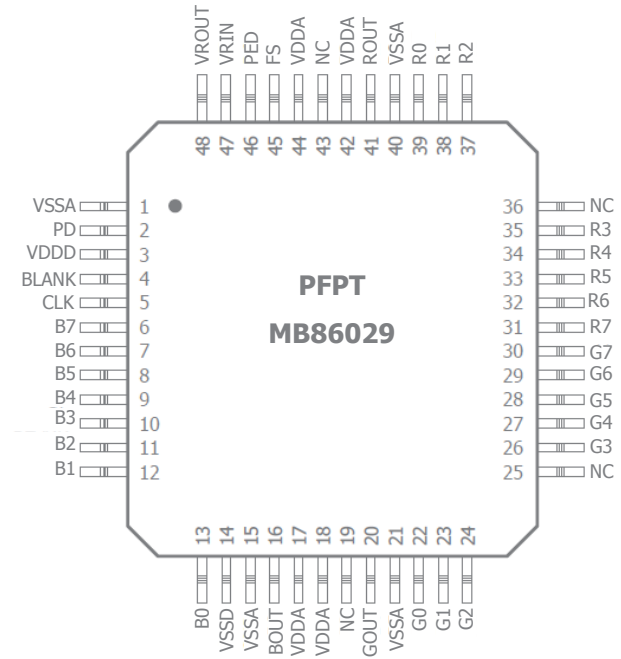 VROUT VRIN PED FS VDDA NC VDDA ROUT VSSA R0 R1 R2
48 47 46 45 44 43 42 41 40 39 38 37
VSSA 1 36 NC
PD 2 35 R3
VDDD 3 34 R4
BLANK 4 33 R5
CLK 5 32 R6
B7 6 31 R7
B6 7 30 G7
B5 8 29 G6
B4 9 28 G5
B3 10 27 G4
B2 11 26 G3
B1 12 25 NC
PFPT
MB86029
13 14 15 16 17 18 19 20 21 22 23 24
B0 VSSD VSSA BOUT VDDA VDDA NC GOUT VSSA G0 G1 G2